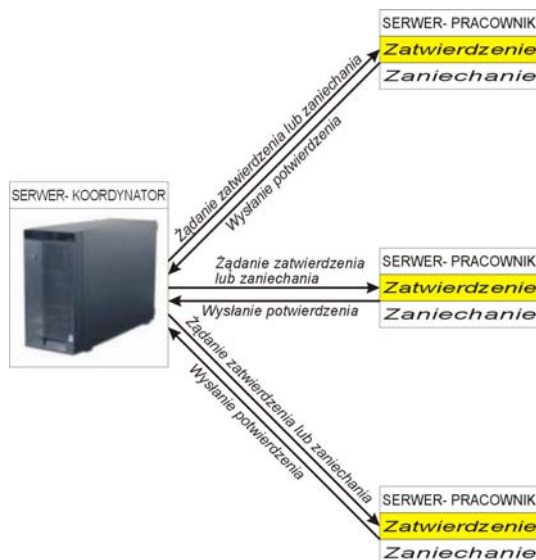 SERWER- PRACOWNIK
Zatwierdzenie
Zaniechanie
Żądanie zatwierdzenia lub zaniechania
Wysłanie potwierdzenia
SERWER- KOORDYNATOR
Żądanie zatwierdzenia
lub zaniechania
Wysłanie potwierdzenia
SERWER- PRACOWNIK
Zatwierdzenie
Zaniechanie
Żądanie zatwierdzenia lub zaniechania
Wysłanie potwierdzenia
SERWER- PRACOWNIK
Zatwierdzenie
Zaniechanie